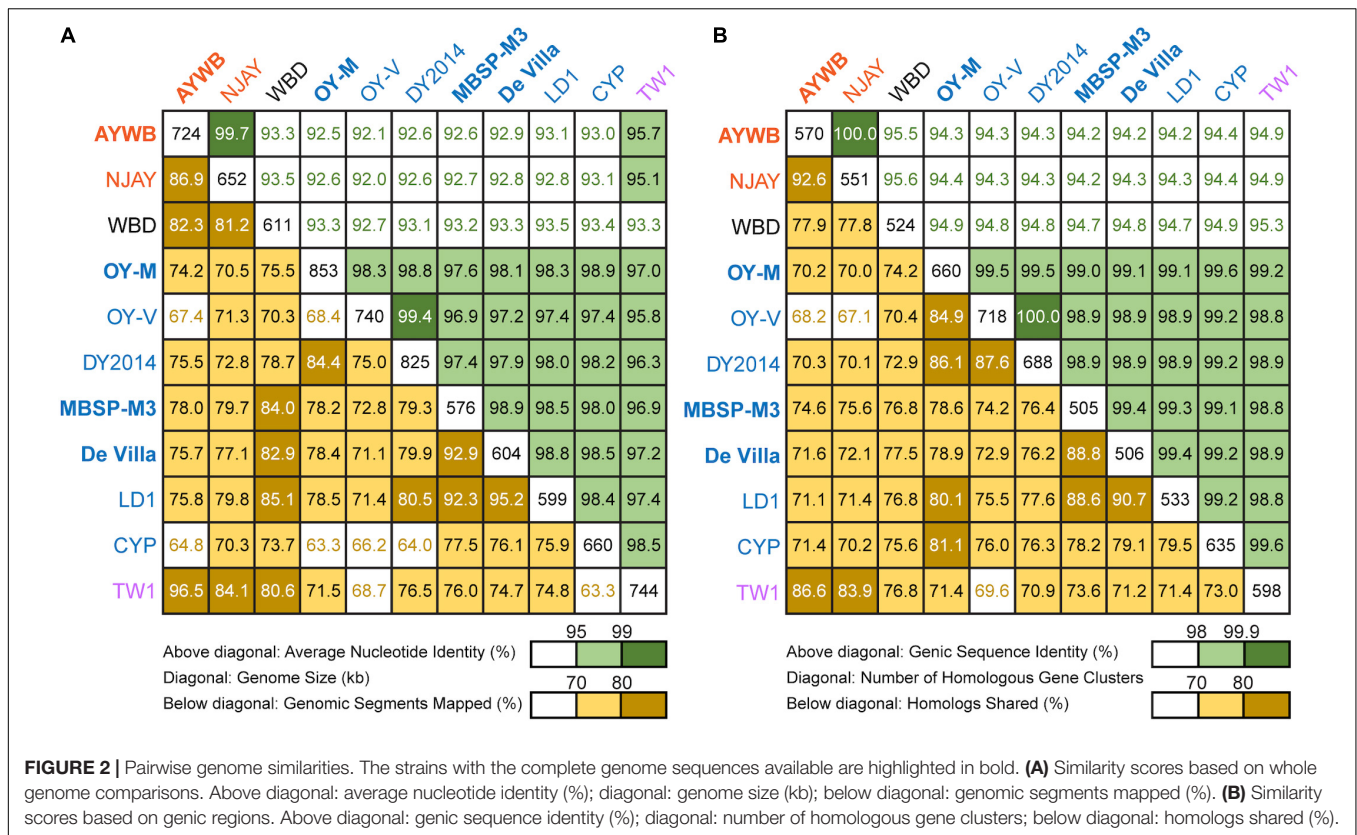 A
AYWB NJAY WBD OY-M OY-V DY2014 MBSP-M3 De Villa LD1 CYP TW1
AYWB 724 99.7 93.3 92.5 92.1 92.6 92.6 92.9 93.1 93.0 95.7
NJAY 86.9 652 93.5 92.6 92.0 92.6 92.7 92.8 92.8 93.1 95.1
WBD 82.3 81.2 611 93.3 92.7 93.1 93.2 93.3 93.5 93.4 93.3
OY-M 74.2 70.5 75.5 853 98.3 98.8 97.6 98.1 98.3 98.9 97.0
OY-V 67.4 71.3 70.3 68.4 740 99.4 96.9 97.2 97.4 97.4 95.8
DY2014 75.5 72.8 78.7 84.4 75.0 825 97.4 97.9 98.0 98.2 96.3
MBSP-M3 78.0 79.7 84.0 78.2 72.8 79.3 576 98.9 98.5 98.0 96.9
De Villa 75.7 77.1 82.9 78.4 71.1 79.9 92.9 604 98.8 98.5 97.2
LD1 75.8 79.8 85.1 78.5 71.4 80.5 92.3 95.2 599 98.4 97.4
CYP 64.8 70.3 73.7 63.3 66.2 64.0 77.5 76.1 75.9 660 98.5
TW1 96.5 84.1 80.6 71.5 68.7 76.5 76.0 74.7 74.8 63.3 744
95 99
Above diagonal: Average Nucleotide Identity (%)
Diagonal: Genome Size (kb)
70 80
Below diagonal: Genomic Segments Mapped (%)
B
AYWB NJAY WBD OY-M OY-V DY2014 MBSP-M3 De Villa LD1 CYP TW1
AYWB 570 100.0 95.5 94.3 94.3 94.3 94.2 94.2 94.2 94.4 94.9
NJAY 92.6 551 95.6 94.4 94.3 94.3 94.2 94.3 94.3 94.4 94.9
WBD 77.9 77.8 524 94.9 94.8 94.8 94.7 94.8 94.7 94.9 95.3
OY-M 70.2 70.0 74.2 660 99.5 99.5 99.0 99.1 99.1 99.6 99.2
OY-V 68.2 67.1 70.4 84.9 718 100.0 98.9 98.9 98.9 99.2 98.8
DY2014 70.3 70.1 72.9 86.1 87.6 688 98.9 98.9 98.9 99.2 98.9
MBSP-M3 74.6 75.6 76.8 78.6 74.2 76.4 505 99.4 99.3 99.1 98.8
De Villa 71.6 72.1 77.5 78.9 72.9 76.2 88.8 506 99.4 99.2 98.9
LD1 71.1 71.4 76.8 80.1 75.5 77.6 88.6 90.7 533 99.2 98.8
CYP 71.4 70.2 75.6 81.1 76.0 76.3 78.2 79.1 79.5 635 99.6
TW1 86.6 83.9 76.8 71.4 69.6 70.9 73.6 71.2 71.4 73.0 598
98 99.9
Above diagonal: Genic Sequence Identity (%)
Diagonal: Number of Homologous Gene Clusters
70 80
Below diagonal: Homologs Shared (%)
FIGURE 2 | Pairwise genome similarities. The strains with the complete genome sequences available are highlighted in bold. (A) Similarity scores based on whole
genome comparisons. Above diagonal: average nucleotide identity (%); diagonal: genome size (kb); below diagonal: genomic segments mapped (%). (B) Similarity
scores based on genic regions. Above diagonal: genic sequence identity (%); diagonal: number of homologous gene clusters; below diagonal: homologs shared (%).